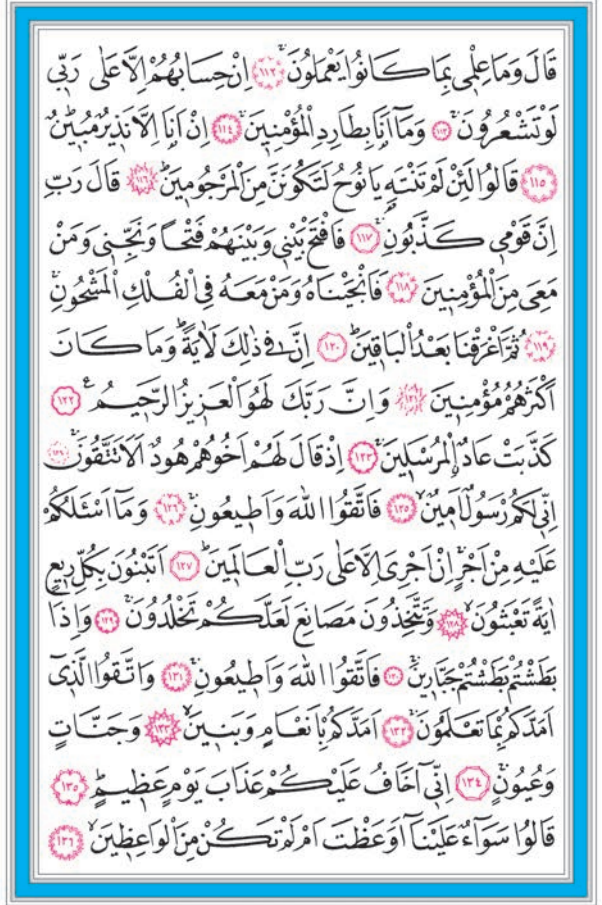 قَالَ وَمَا عِلْمٖى بِمَا كَانُوا يَعْمَلُونَۚ ﴿١١٢﴾ اِنْ حِسَابُهُمْ اِلَّا عَلٰى رَبّٖى
لَوْ تَشْعُرُونَۚ ﴿١١٣﴾ وَمَٓا اَنَا۬ بِطَارِدِ الْمُؤْمِنٖينَۚ ﴿١١٤﴾ اِنْ اَنَا۬ اِلَّا نَذٖيرٌ مُبٖينٌؕ
﴿١١٥﴾ قَالُوا لَئِنْ لَمْ تَنْتَهِ يَا نُوحُ لَتَكُونَنَّ مِنَ الْمَرْجُومٖينَؕ ﴿١١٦﴾ قَالَ رَبِّ
اِنَّ قَوْمٖى كَذَّبُونِۚ ﴿١١٧﴾ فَافْتَحْ بَيْنٖى وَبَيْنَهُمْ فَتْحًا وَنَجِّنٖى وَمَنْ
مَعِىَ مِنَ الْمُؤْمِنٖينَ ﴿١١٨﴾ فَاَنْجَيْنَاهُ وَمَنْ مَعَهُ فِى الْفُلْكِ الْمَشْحُونِۚ
﴿١١٩﴾ ثُمَّ اَغْرَقْنَا بَعْدُ الْبَاقٖينَؕ ﴿١٢٠﴾ اِنَّ فٖى ذٰلِكَ لَاٰيَةًؕ وَمَا كَانَ
اَكْثَرُهُمْ مُؤْمِنٖينَ ﴿١٢١﴾ وَاِنَّ رَبَّكَ لَهُوَ الْعَزٖيزُ الرَّحٖيمُ ع ﴿١٢٢﴾
كَذَّبَتْ عَادٌۨ الْمُرْسَلٖينَۚ ﴿١٢٣﴾ اِذْ قَالَ لَهُمْ اَخُوهُمْ هُودٌ اَلَا تَتَّقُونَۚ ﴿١٢٤﴾
اِنّٖى لَكُمْ رَسُولٌ اَمٖينٌۙ ﴿١٢٥﴾ فَاتَّقُوا اللّٰهَ وَاَطٖيعُونِۚ ﴿١٢٦﴾ وَمَٓا اَسْـَٔلُكُمْ
عَلَيْهِ مِنْ اَجْرٍۚ اِنْ اَجْرِىَ اِلَّا عَلٰى رَبِّ الْعَالَمٖينَؕ ﴿١٢٧﴾ اَتَبْنُونَ بِكُلِّ رٖيعٍ
اٰيَةً تَعْبَثُونَۙ ﴿١٢٨﴾ وَتَتَّخِذُونَ مَصَانِعَ لَعَلَّكُمْ تَخْلُدُونَۚ ﴿١٢٩﴾ وَاِذَا
بَطَشْتُمْ بَطَشْتُمْ جَبَّارٖينَۚ ﴿١٣٠﴾ فَاتَّقُوا اللّٰهَ وَاَطٖيعُونِۚ ﴿١٣١﴾ وَاتَّقُوا الَّذٖٓى
اَمَدَّكُمْ بِمَا تَعْلَمُونَۚ ﴿١٣٢﴾ اَمَدَّكُمْ بِاَنْعَامٍ وَبَنٖينَۙ ﴿١٣٣﴾ وَجَنَّاتٍ
وَعُيُونٍۚ ﴿١٣٤﴾ اِنّٖٓى اَخَافُ عَلَيْكُمْ عَذَابَ يَوْمٍ عَظٖيمٍؕ ﴿١٣٥﴾
قَالُوا سَوَٓاءٌ عَلَيْنَٓا اَوَعَظْتَ اَمْ لَمْ تَكُنْ مِنَ الْوَاعِظٖينَۙ ﴿١٣٦﴾